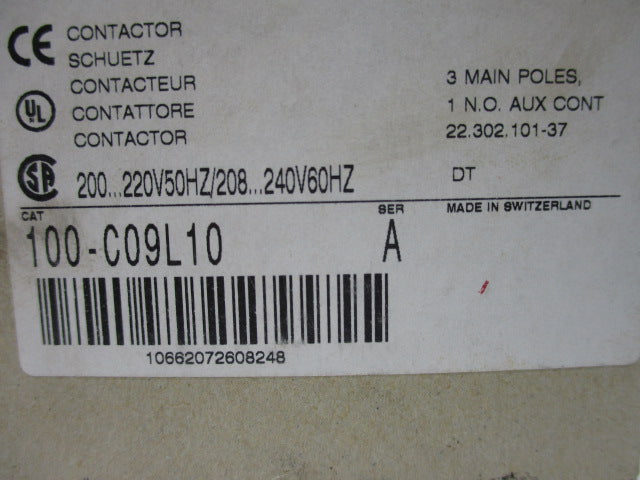 CE CONTACTOR
SCHUETZ
CONTACTEUR
UL CONTATTORE
CONTACTOR
3 MAIN POLES,
1 N.O. AUX CONT
22.302.101-37
SA 200...220V50HZ/208...240V60HZ
DT
CAT
SER
MADE IN SWITZERLAND
100-C09L10
A
10662072608248